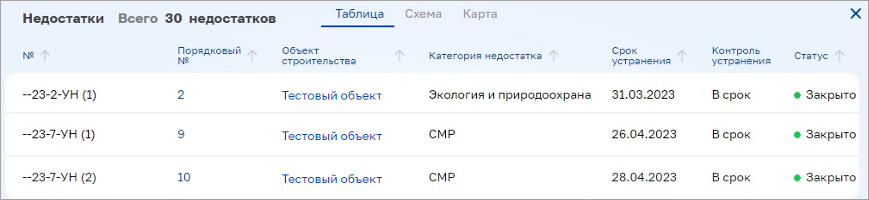 Недостатки Всего 30 недостатков Таблица Схема Карта
№ Порядковый № Объект строительства Категория недостатка Срок устранения Контроль устранения Статус
--23-2-УН (1) 2 Тестовый объект Экология и природоохрана 31.03.2023 В срок Закрыто
--23-7-УН (1) 9 Тестовый объект СМР 26.04.2023 В срок Закрыто
--23-7-УН (2) 10 Тестовый объект СМР 28.04.2023 В срок Закрыто